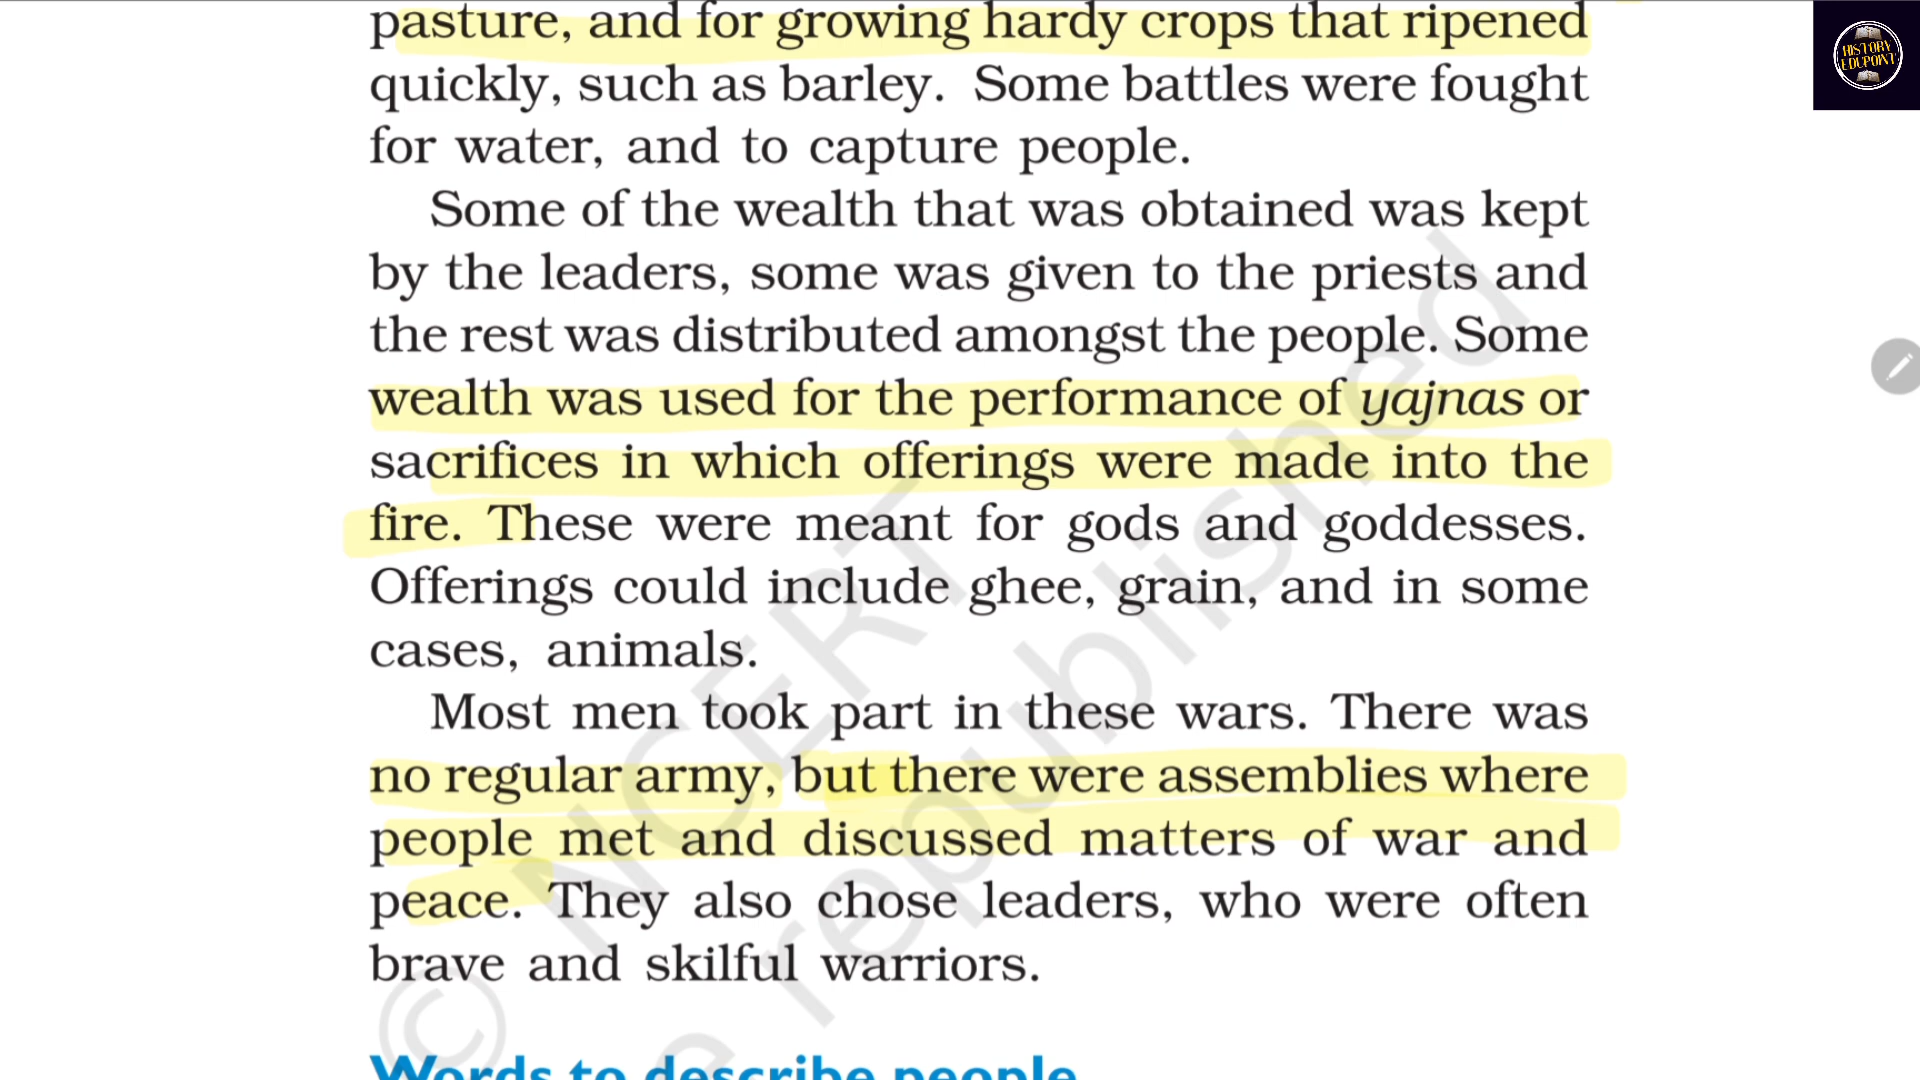 pasture, and for growing hardy crops that ripened
quickly, such as barley. Some battles were fought
for water, and to capture people.
Some of the wealth that was obtained was kept
by the leaders, some was given to the priests and
the rest was distributed amongst the people. Some
wealth was used for the performance of yajnas or
sacrifices in which offerings were made into the
fire. These were meant for gods and goddesses.
Offerings could include ghee, grain, and in some
cases, animals.
Most men took part in these wars. There was
no regular army, but there were assemblies where
people met and discussed matters of war and
peace. They also chose leaders, who were often
brave and skilful warriors.
Words to describe people
© NCERT
republished
HISTORY
EDUPOINT